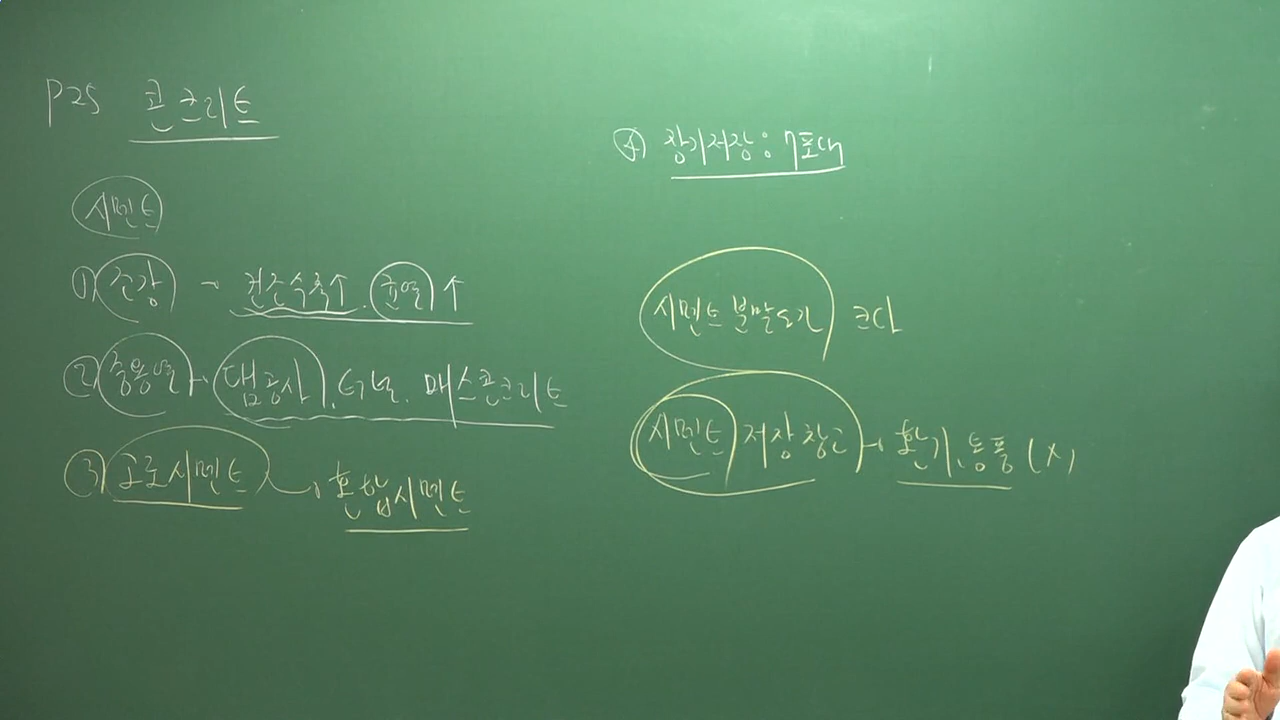 P25 콘크리트
시멘트
① 조강 → 건조수축↑, 균열↑
② 중용열 → 댐공사, 터널, 매스콘크리트
③ 고로시멘트 → 혼합시멘트
④ 장기저장 : 7포대
시멘트 분말도가 크다
시멘트 저장창고 → 환기, 통풍 (X)